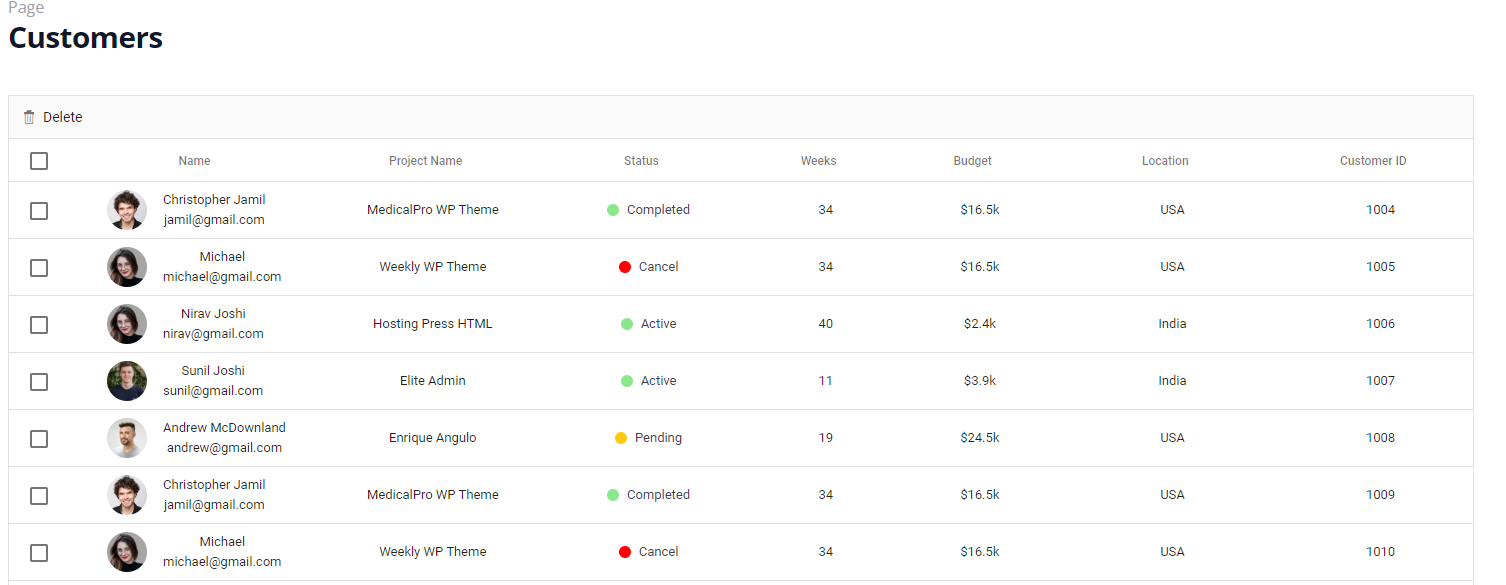 Page
Customers
Delete
Name Project Name Status Weeks Budget Location Customer ID
Christopher Jamil
jamil@gmail.com MedicalPro WP Theme Completed 34 $16.5k USA 1004
Michael
michael@gmail.com Weekly WP Theme Cancel 34 $16.5k USA 1005
Nirav Joshi
nirav@gmail.com Hosting Press HTML Active 40 $2.4k India 1006
Sunil Joshi
sunil@gmail.com Elite Admin Active 11 $3.9k India 1007
Andrew McDownland
andrew@gmail.com Enrique Angulo Pending 19 $24.5k USA 1008
Christopher Jamil
jamil@gmail.com MedicalPro WP Theme Completed 34 $16.5k USA 1009
Michael
michael@gmail.com Weekly WP Theme Cancel 34 $16.5k USA 1010